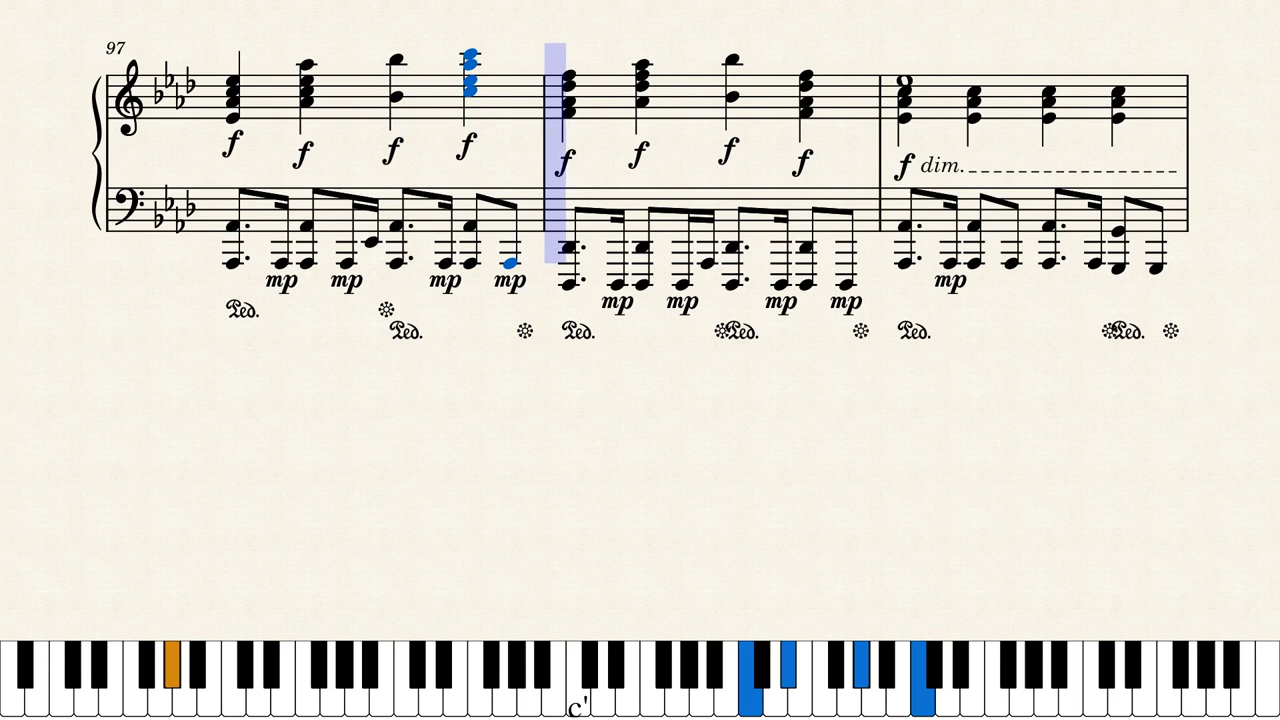 97
f f f f f f f f f dim.
mp mp mp mp mp mp mp mp mp
Ped. Ped. Ped. Ped. Ped. Ped.
c'